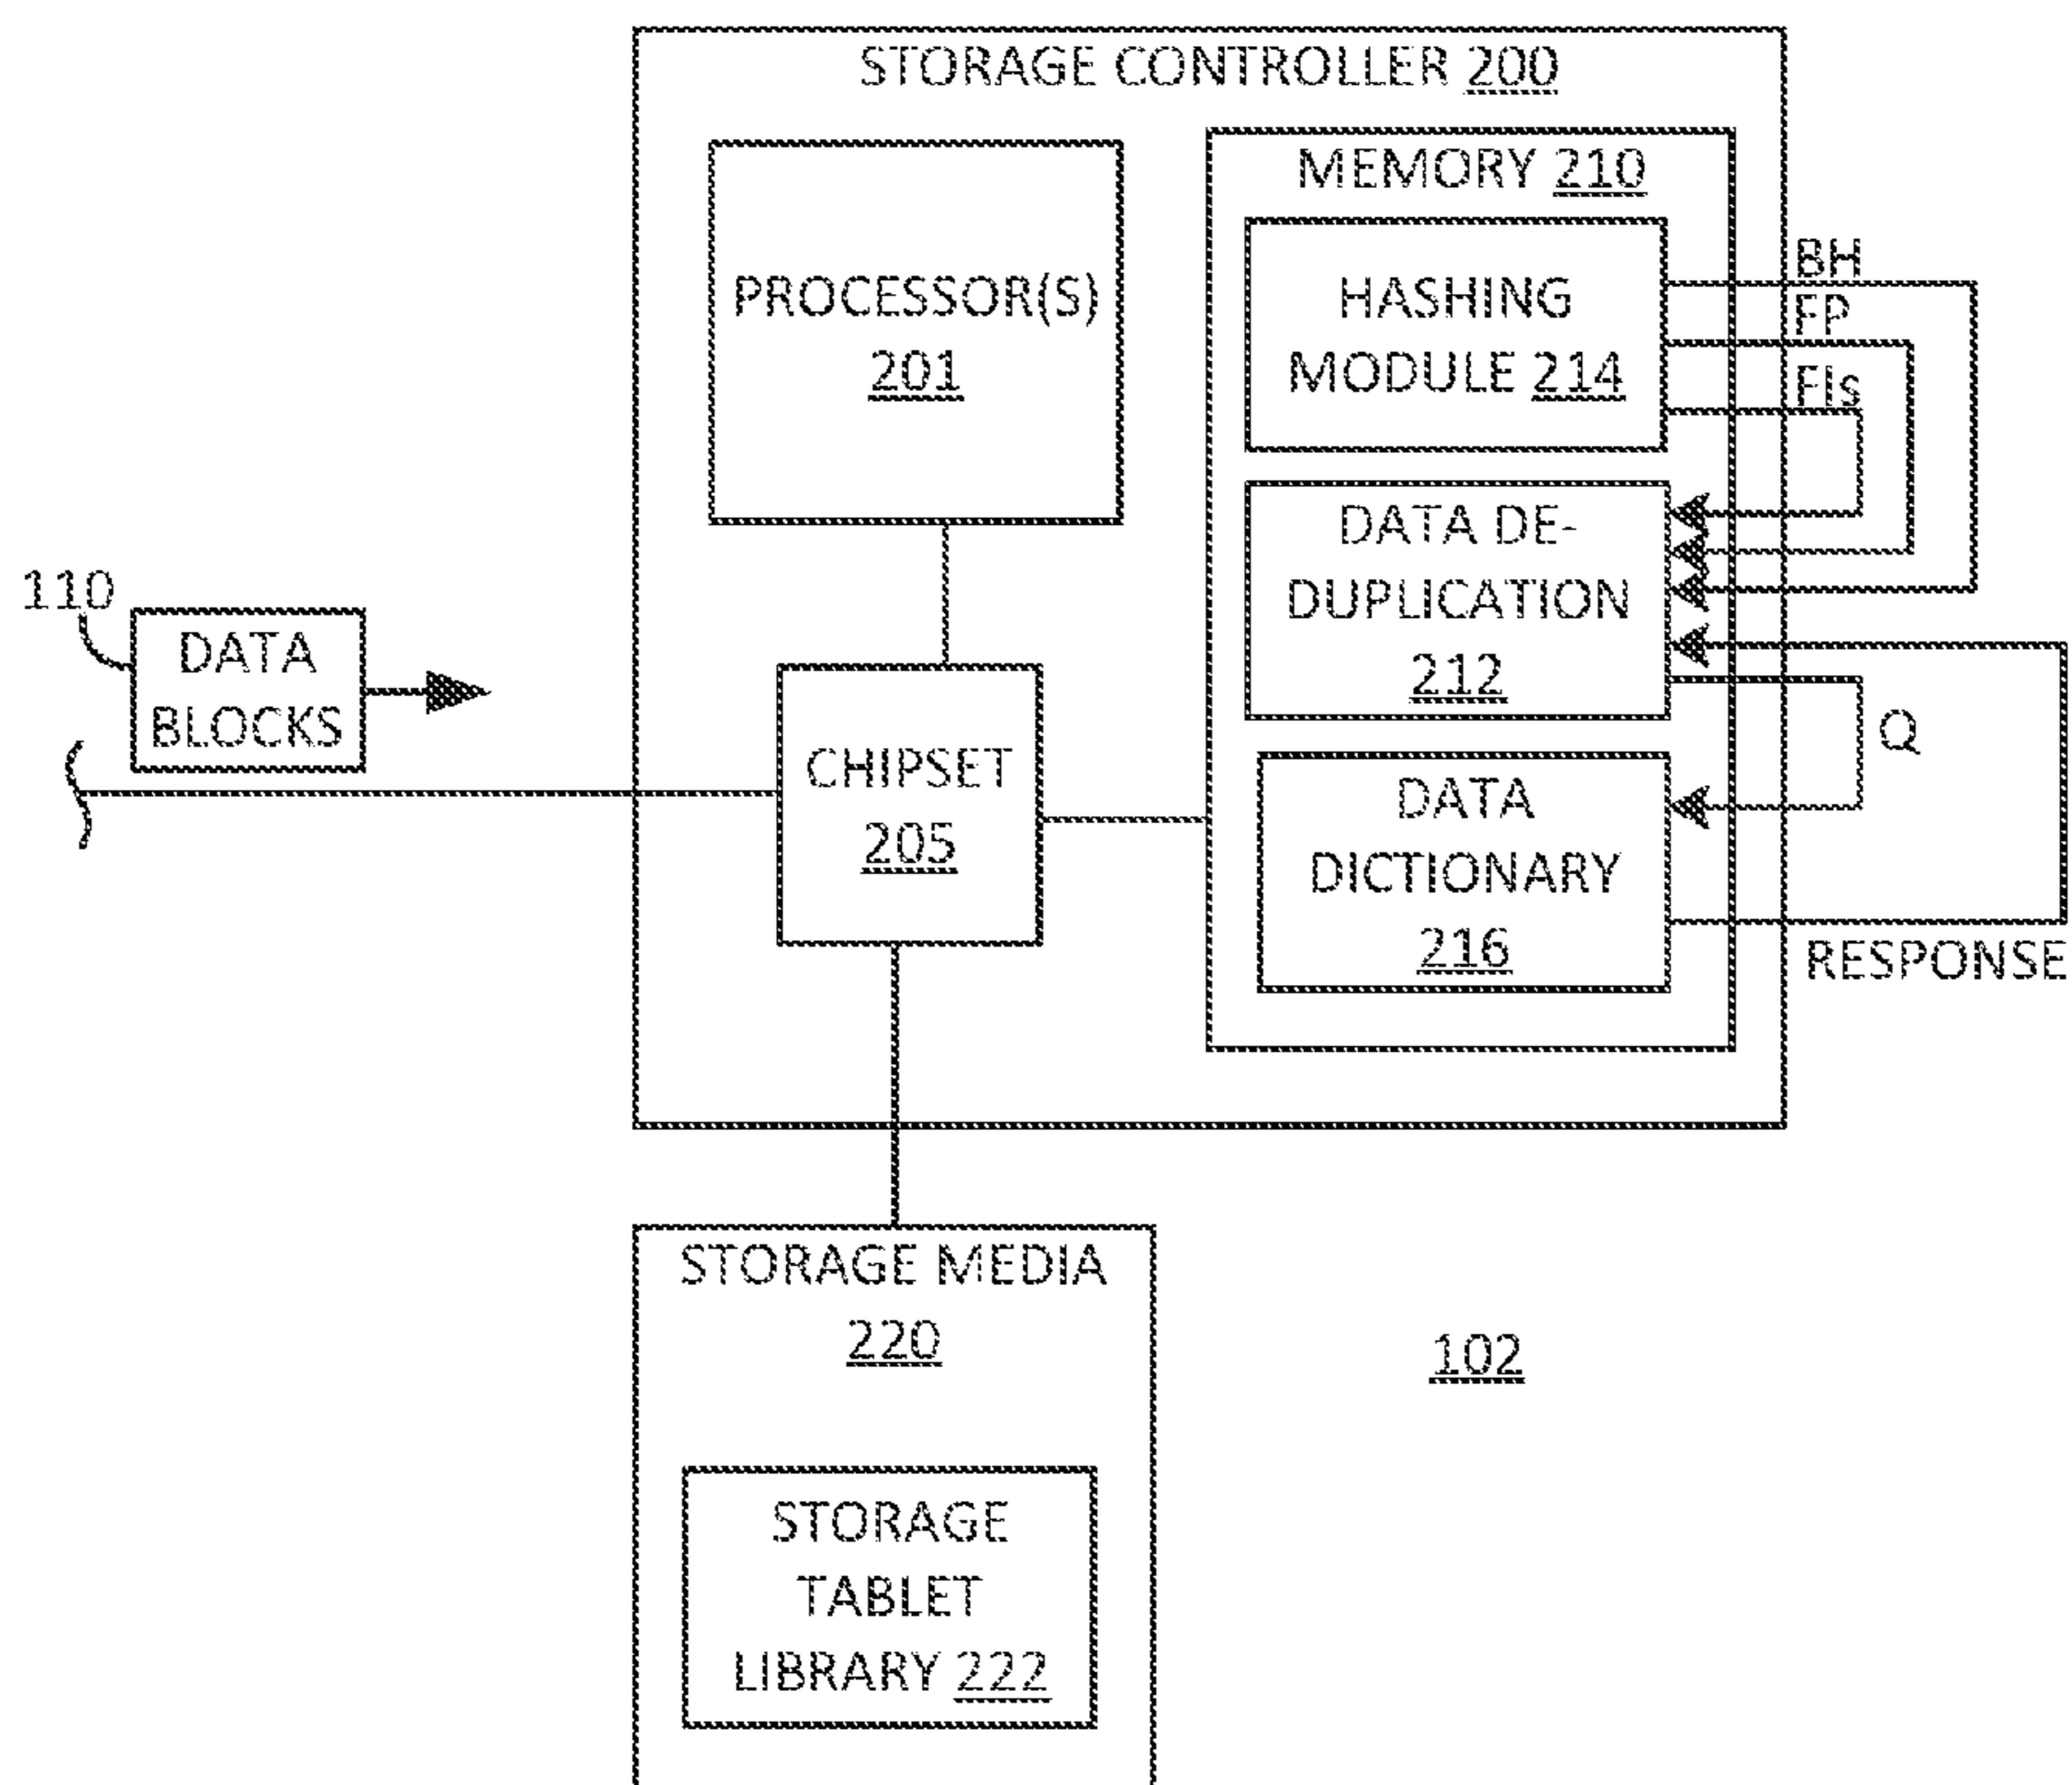 STORAGE CONTROLLER 200
PROCESSOR(S)
201
MEMORY 210
HASHING
MODULE 214
BH
FP
FIs
DATA DE-
DUPLICATION
212
Q
DATA
DICTIONARY
216
RESPONSE
110
DATA
BLOCKS
CHIPSET
205
STORAGE MEDIA
220
102
STORAGE
TABLET
LIBRARY 222